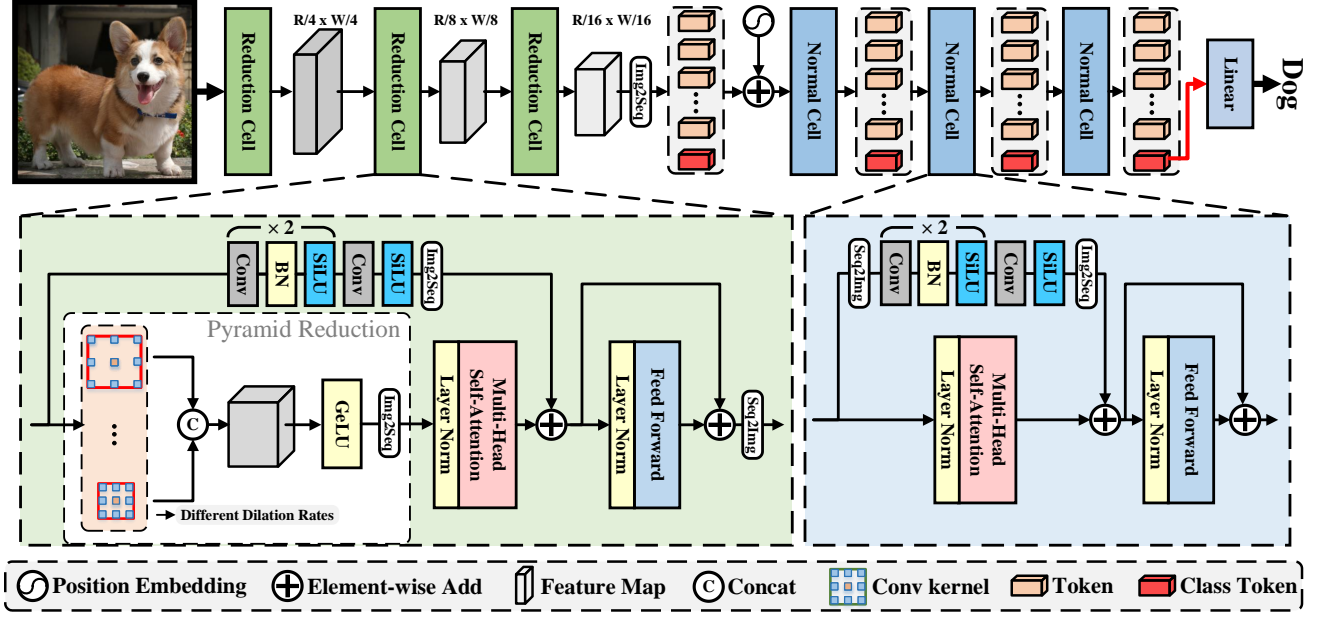 R/4 x W/4
R/8 x W/8
R/16 x W/16
Reduction Cell
Reduction Cell
Reduction Cell
Img2Seq
Normal Cell
Normal Cell
Normal Cell
Linear
Dog
× 2
Conv
BN
SiLU
Conv
SiLU
Img2Seq
Pyramid Reduction
...
C
GeLU
Img2Seq
Layer Norm
Multi-Head
Self-Attention
Layer Norm
Feed Forward
Seq2Img
Different Dilation Rates
× 2
Seq2Img
Conv
BN
SiLU
Conv
SiLU
Img2Seq
Layer Norm
Multi-Head
Self-Attention
Layer Norm
Feed Forward
Position Embedding
Element-wise Add
Feature Map
C
Concat
Conv kernel
Token
Class Token